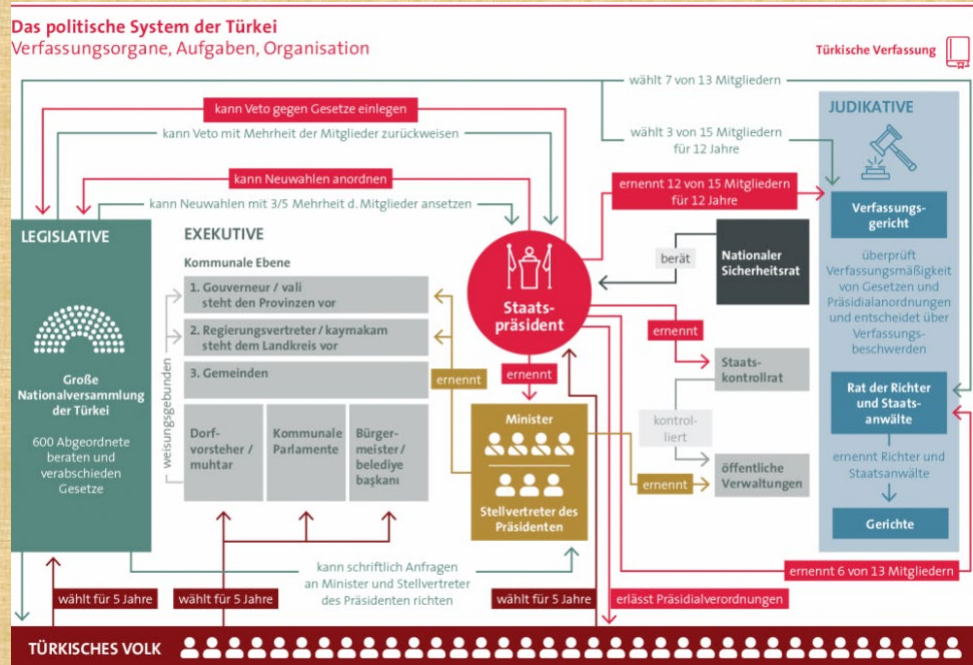 Das politische System der Türkei
Verfassungsorgane, Aufgaben, Organisation
Türkische Verfassung
wählt 7 von 13 Mitgliedern
kann Veto gegen Gesetze einlegen
kann Veto mit Mehrheit der Mitglieder zurückweisen
wählt 3 von 15 Mitgliedern
für 12 Jahre
kann Neuwahlen anordnen
kann Neuwahlen mit 3/5 Mehrheit d. Mitglieder ansetzen
ernennt 12 von 15 Mitgliedern
für 12 Jahre
LEGISLATIVE
Große
Nationalversammlung
der Türkei
600 Abgeordnete
beraten und
verabschieden
Gesetze
EXEKUTIVE
Kommunale Ebene
1. Gouverneur / vali
steht den Provinzen vor
2. Regierungsvertreter / kaymakam
steht dem Landkreis vor
3. Gemeinden
weisungsgebunden
Dorf-
vorsteher /
muhtar
Kommunale
Parlamente
Bürger-
meister /
belediye
başkanı
ernennt
Staats-
präsident
ernennt
Minister
Stellvertreter des
Präsidenten
berät
Nationaler
Sicherheitsrat
ernennt
Staats-
kontrollrat
kontrol-
liert
ernennt
öffentliche
Verwaltungen
JUDIKATIVE
Verfassungs-
gericht
überprüft
Verfassungsmäßigkeit
von Gesetzen und
Präsidialanordnungen
und entscheidet über
Verfassungs-
beschwerden
Rat der Richter
und Staats-
anwälte
ernennt Richter und
Staatsanwälte
Gerichte
kann schriftlich Anfragen
an Minister und Stellvertreter
des Präsidenten richten
ernennt 6 von 13 Mitgliedern
wählt für 5 Jahre
wählt für 5 Jahre
wählt für 5 Jahre
erlässt Präsidialverordnungen
TÜRKISCHES VOLK